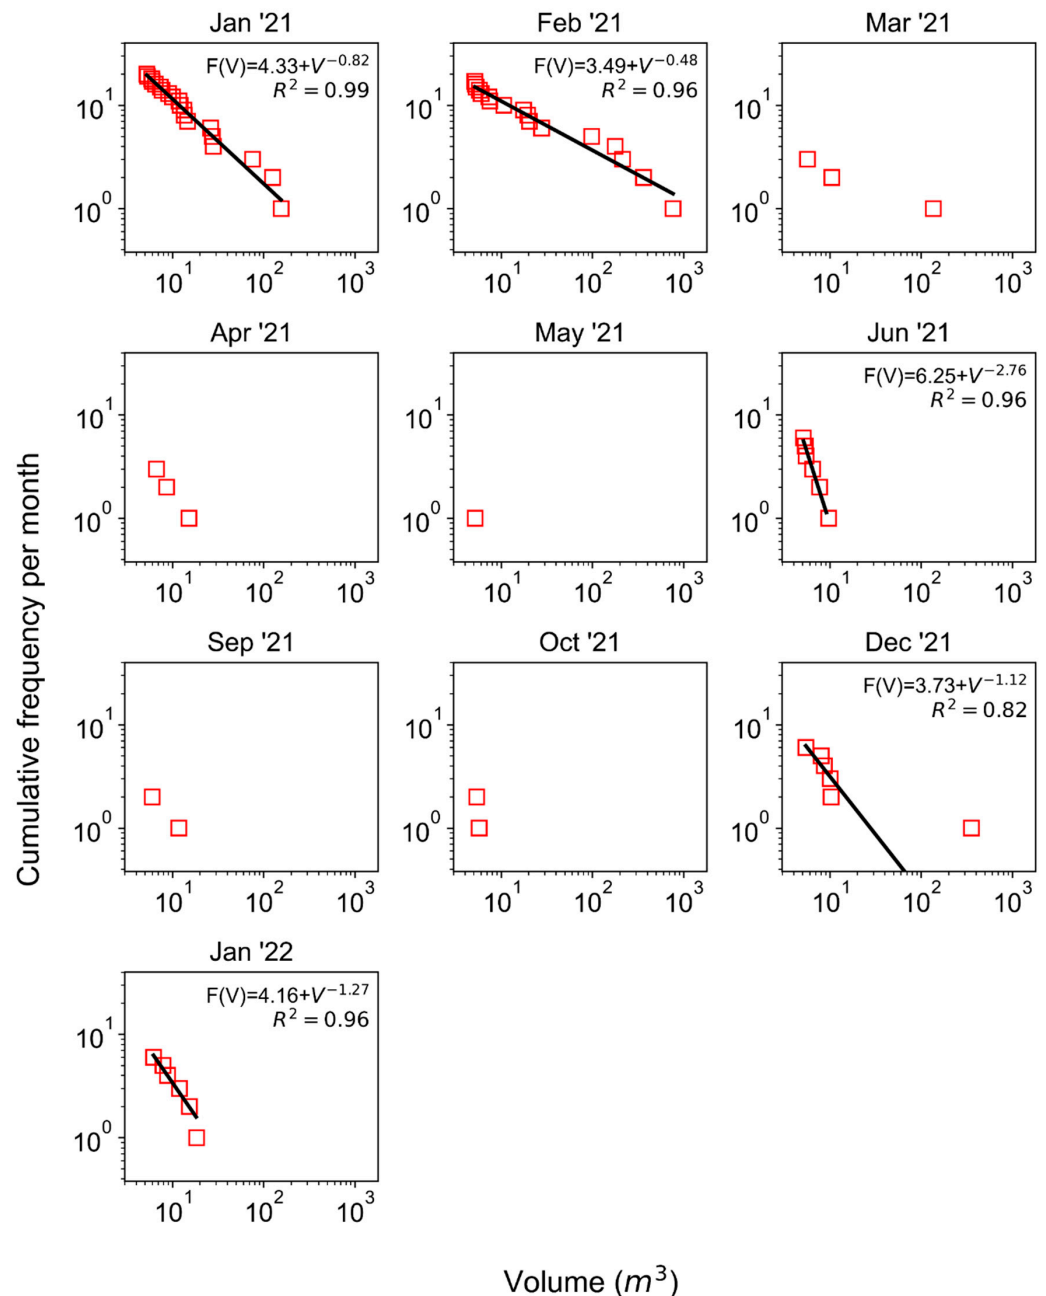 Jan '21
Feb '21
Mar '21
F(V)=4.33+V^{-0.82}
R^2 = 0.99
F(V)=3.49+V^{-0.48}
R^2 = 0.96
10^1
10^0
10^1
10^2
10^3
10^1
10^0
10^1
10^2
10^3
10^1
10^0
10^1
10^2
10^3
Apr '21
May '21
Jun '21
F(V)=6.25+V^{-2.76}
R^2 = 0.96
10^1
10^0
10^1
10^2
10^3
10^1
10^0
10^1
10^2
10^3
10^1
10^0
10^1
10^2
10^3
Cumulative frequency per month
Sep '21
Oct '21
Dec '21
F(V)=3.73+V^{-1.12}
R^2 = 0.82
10^1
10^0
10^1
10^2
10^3
10^1
10^0
10^1
10^2
10^3
10^1
10^0
10^1
10^2
10^3
Jan '22
F(V)=4.16+V^{-1.27}
R^2 = 0.96
10^1
10^0
10^1
10^2
10^3
Volume (m^3)